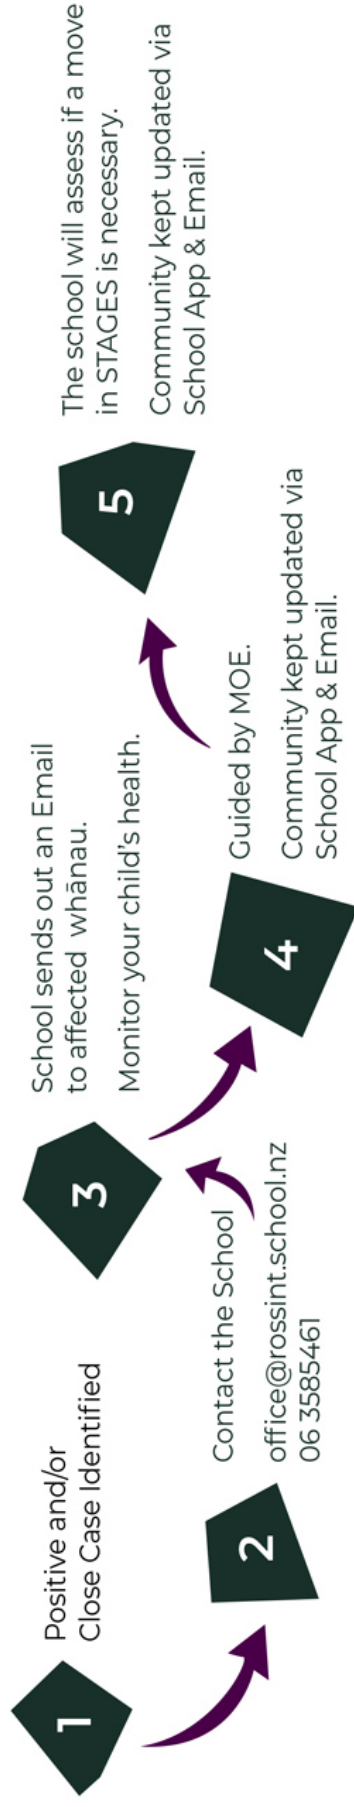 1
Positive and/or
Close Case Identified
2
Contact the School
office@rossint.school.nz
06 3585461
3
School sends out an Email
to affected whānau.
Monitor your child's health.
4
Guided by MOE.
Community kept updated via
School App & Email.
5
The school will assess if a move
in STAGES is necessary.
Community kept updated via
School App & Email.